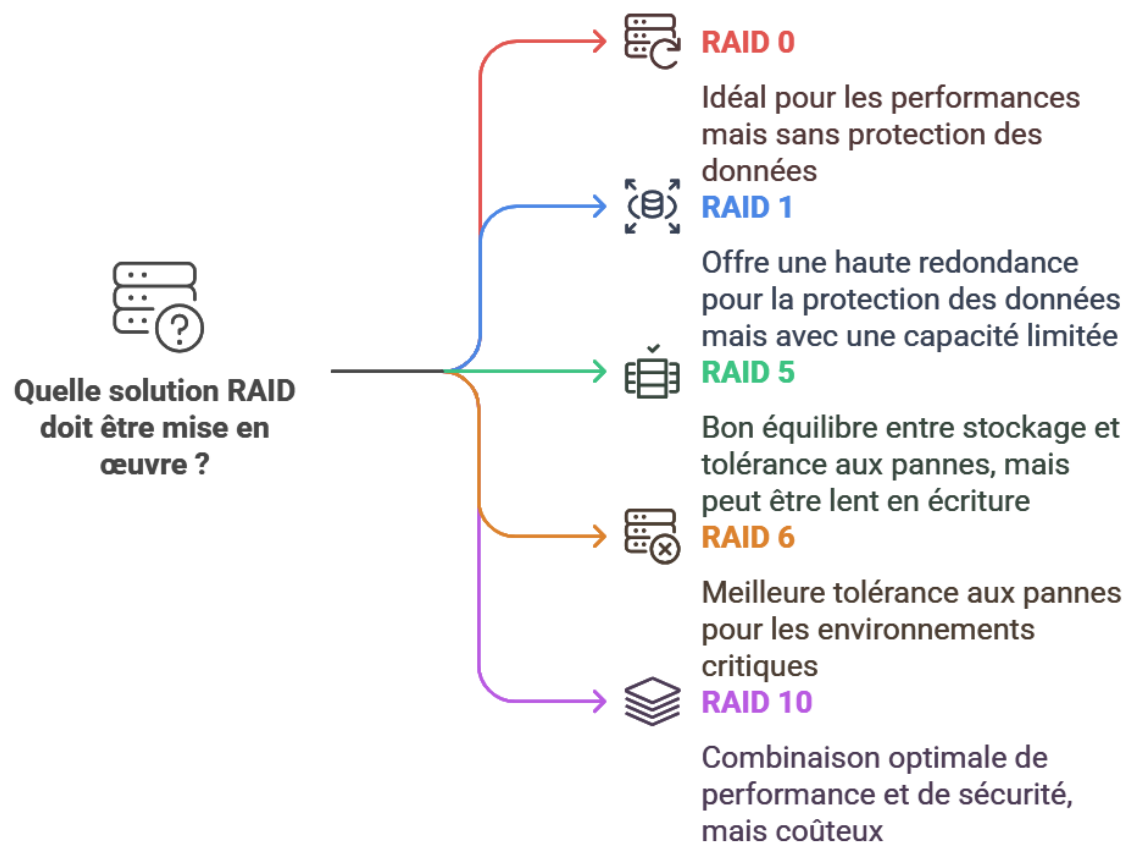 Quelle solution RAID
doit être mise en
œuvre ?
RAID 0
Idéal pour les performances
mais sans protection des
données
RAID 1
Offre une haute redondance
pour la protection des données
mais avec une capacité limitée
RAID 5
Bon équilibre entre stockage et
tolérance aux pannes, mais
peut être lent en écriture
RAID 6
Meilleure tolérance aux pannes
pour les environnements
critiques
RAID 10
Combinaison optimale de
performance et de sécurité,
mais coûteux